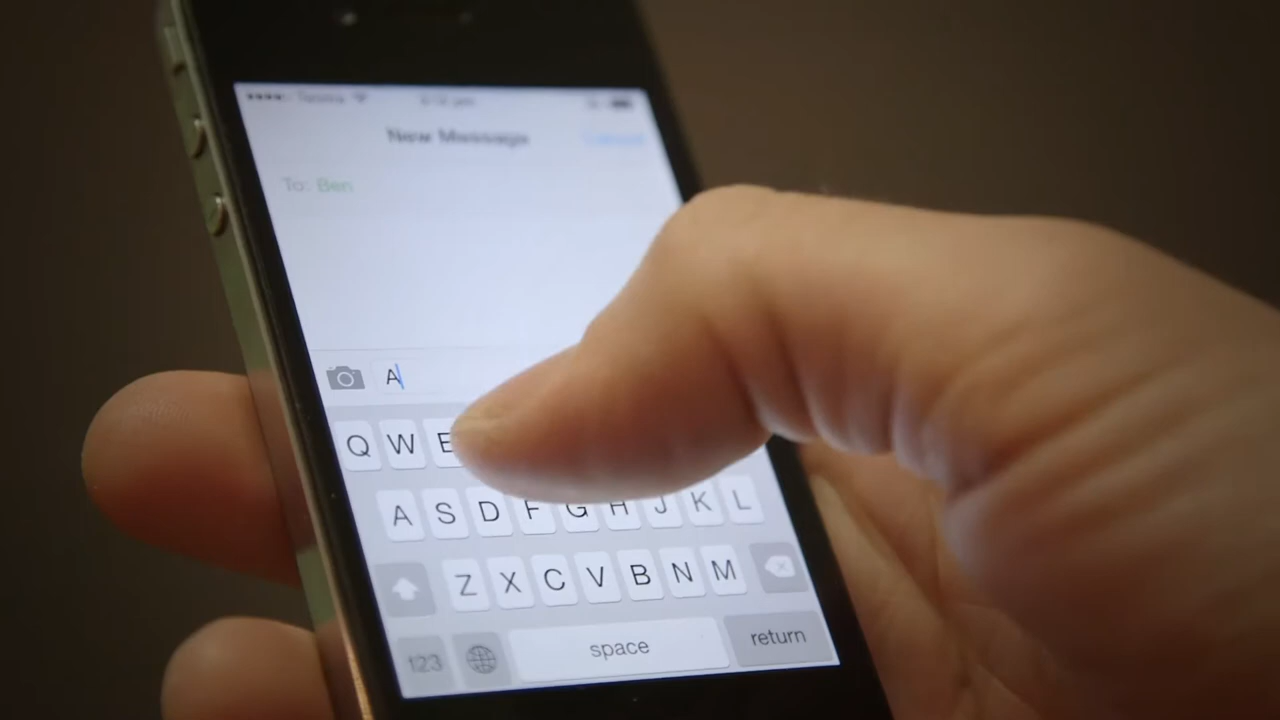 New Message
To: Ben
A
Q W E
A S D F G H J K L
Z X C V B N M
123 space return